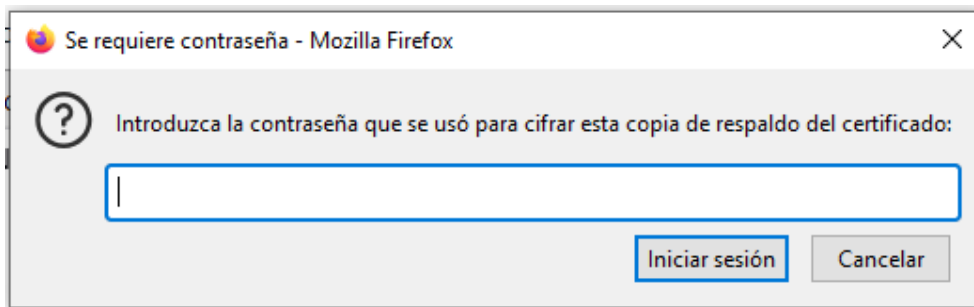 Se requiere contraseña - Mozilla Firefox
Introduzca la contraseña que se usó para cifrar esta copia de respaldo del certificado:
Iniciar sesión Cancelar